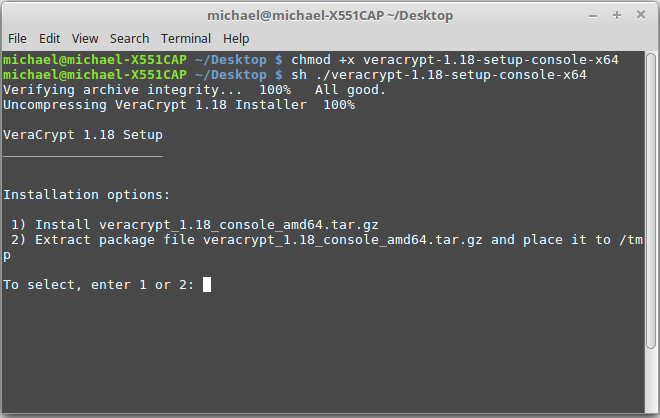 michael@michael-X551CAP ~/Desktop
File Edit View Search Terminal Help
michael@michael-X551CAP ~/Desktop $ chmod +x veracrypt-1.18-setup-console-x64
michael@michael-X551CAP ~/Desktop $ sh ./veracrypt-1.18-setup-console-x64
Verifying archive integrity...  100%   All good.
Uncompressing VeraCrypt 1.18 Installer  100%
VeraCrypt 1.18 Setup
____________________
Installation options:
1) Install veracrypt_1.18_console_amd64.tar.gz
2) Extract package file veracrypt_1.18_console_amd64.tar.gz and place it to /tm
p
To select, enter 1 or 2: